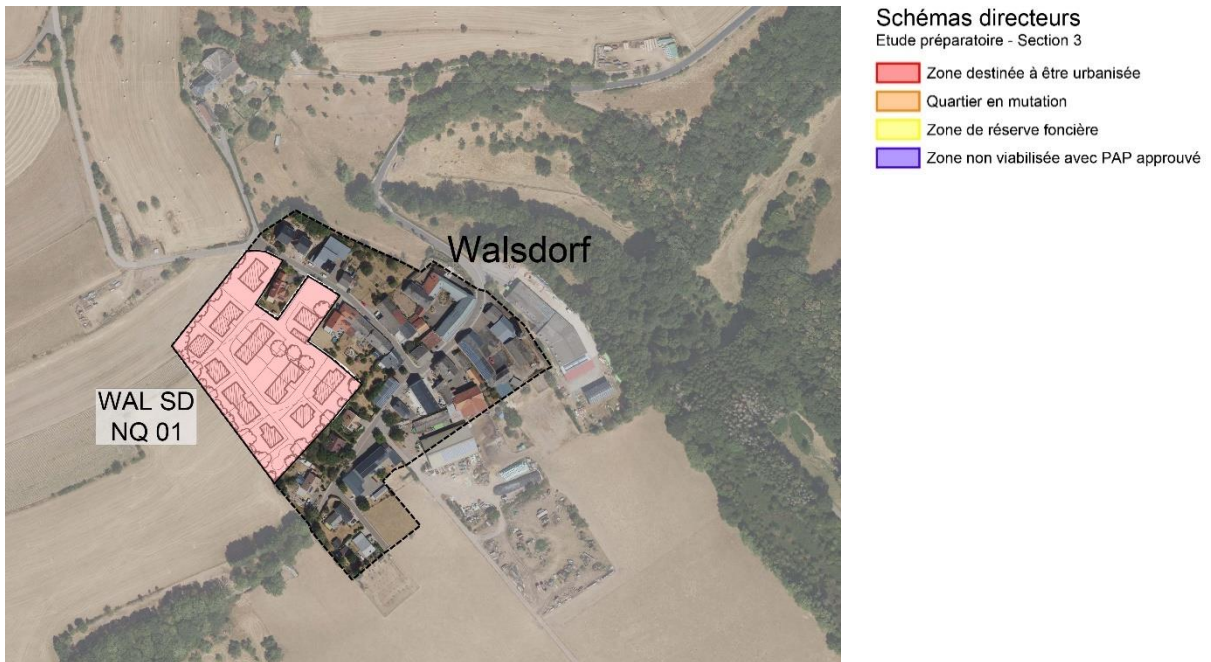 Schémas directeurs
Etude préparatoire - Section 3
Zone destinée à être urbanisée
Quartier en mutation
Zone de réserve foncière
Zone non viabilisée avec PAP approuvé
Walsdorf
WAL SD
NQ 01